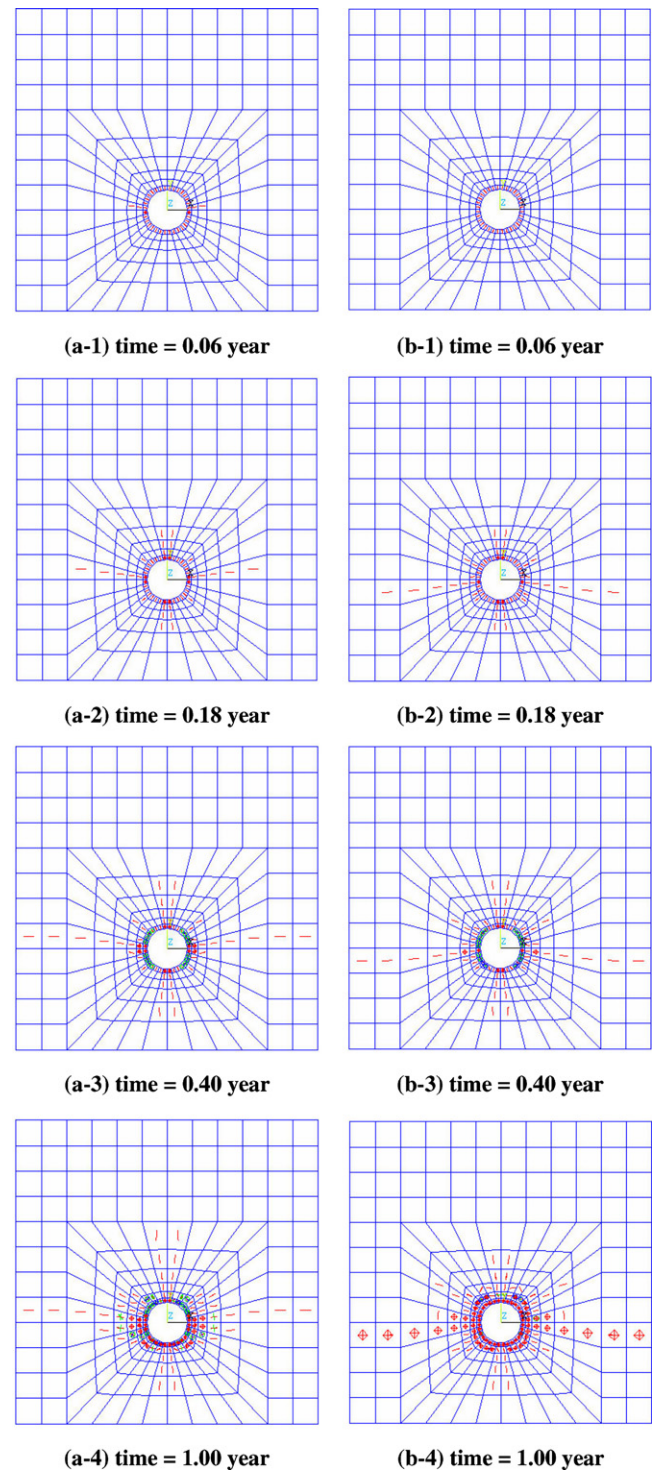 Z Z
(a-1) time = 0.06 year (b-1) time = 0.06 year
Z Z
(a-2) time = 0.18 year (b-2) time = 0.18 year
Z Z
(a-3) time = 0.40 year (b-3) time = 0.40 year
Z Z
(a-4) time = 1.00 year (b-4) time = 1.00 year